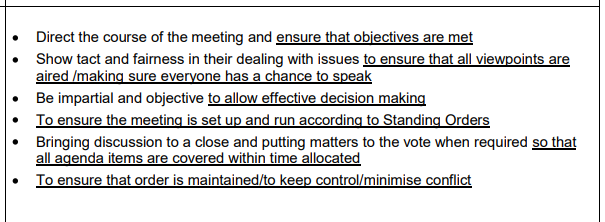 • Direct the course of the meeting and ensure that objectives are met
• Show tact and fairness in their dealing with issues to ensure that all viewpoints are
aired /making sure everyone has a chance to speak
• Be impartial and objective to allow effective decision making
• To ensure the meeting is set up and run according to Standing Orders
• Bringing discussion to a close and putting matters to the vote when required so that
all agenda items are covered within time allocated
• To ensure that order is maintained/to keep control/minimise conflict